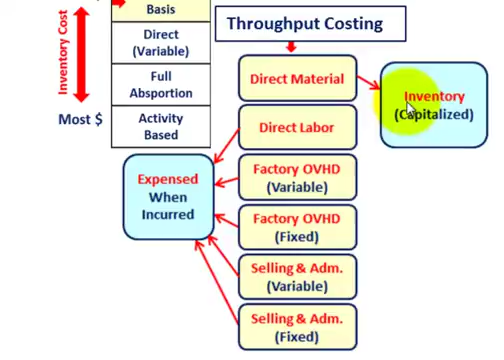 Basis
Throughput Costing
Inventory Cost
Direct
(Variable)
Direct Material
Full
Absportion
Inventory
(Capitalized)
Most $
Activity
Based
Direct Labor
Expensed
When
Incurred
Factory OVHD
(Variable)
Factory OVHD
(Fixed)
Selling & Adm.
(Variable)
Selling & Adm.
(Fixed)